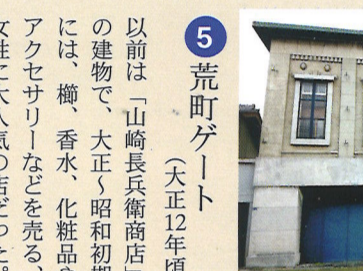 5 荒町ゲート
(大正12年頃
以前は「山崎長兵衛商店」
の建物で、大正～昭和初期
には、櫛、香水、化粧品や
アクセサリーなどを売る、
女性に大人気の店だった。